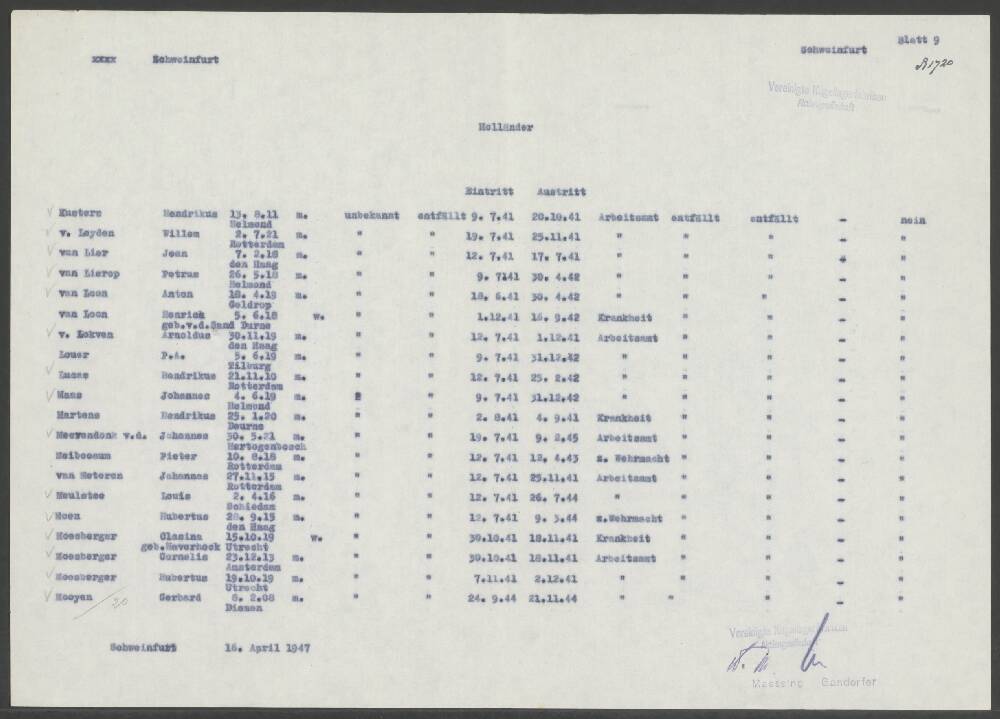 xxxx Schweinfurt Schweinfurt Blatt 9
R1720
Vereinigte Kugellagerfabriken
Aktiengesellschaft
Holländer
Eintritt Austritt
Kusters Hendrikus 13. 8.11 m. unbekannt entfällt 9. 7.41 20.10.41 Arbeitsamt entfällt entfällt - nein
Helmond
v. Leyden Willem 2. 7.21 m. " " 19. 7.41 25.11.41 " " " - "
Rotterdam
van Lier Jean 7. 2.18 m. " " 12. 7.41 17. 7.41 " " " - "
den Haag
van Lierop Petrus 26. 5.18 m. " " 9. 7141 30. 4.42 " " " - "
Helmond
van Loon Anton 18. 4.19 m. " " 18. 6.41 30. 4.42 " " " - "
Geldrop
van Loon Henrich 5. 6.18 w. " " 1.12.41 16. 9.42 Krankheit " " - "
geb.v.d.Sand Durne
v. Lokven Arnoldus 30.11.19 m. " " 12. 7.41 1.12.41 Arbeitsamt " " - "
den Haag
Louer P.A. 5. 6.19 m. " " 9. 7.41 31.12.42 " " " - "
Tilburg
Lucas Hendrikus 21.11.10 m. " " 12. 7.41 25. 2.42 " " " - "
Rotterdam
Maas Johannes 4. 6.19 m. " " 9. 7.41 31.12.42 " " " - "
Helmond
Martens Hendrikus 25. 1.20 m. " " 2. 8.41 4. 9.41 Krankheit " " - "
Deurne
Meevendonk v.d. Johannes 30. 5.21 m. " " 19. 7.41 9. 2.45 Arbeitsamt " " - "
Hertogenbosch
Meiboooum Pieter 10. 8.18 m. " " 12. 7.41 12. 4.43 z. Wehrmacht " " - "
Rotterdam
van Meteren Johannes 27.11.15 m. " " 12. 7.41 25.11.41 Arbeitsamt " " - "
Rotterdam
Meulstee Louis 2. 4.16 m. " " 12. 7.41 26. 7.44 " " " - "
Schiedam
Moen Hubertus 28. 9.15 m. " " 12. 7.41 9. 3.44 z.Wehrmacht " " - "
den Haag
Moosberger Clasina 15.10.19 w. " " 30.10.41 18.11.41 Krankheit " " - "
geb.Haverhoek Utrecht
Moosberger Cornelis 23.12.13 m. " " 30.10.41 18.11.41 Arbeitsamt " " - "
Amsterdam
Moosberger Hubertus 19.10.19 m. " " 7.11.41 2.12.41 " " " - "
Utrecht
Mooyen Gerhard 6. 2.08 m. " " 24. 9.44 21.11.44 " " " - "
Diemen
20
Schweinfurt 16. April 1947
Vereinigte Kugellagerfabriken
Aktiengesellschaft
Maessing Gandorfer